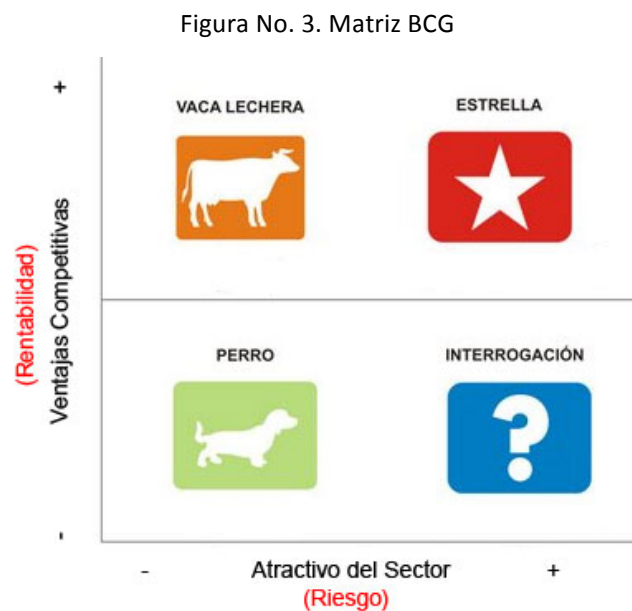 Figura No. 3. Matriz BCG
+
VACA LECHERA
ESTRELLA
(Rentabilidad)
Ventajas Competitivas
PERRO
INTERROGACIÓN
?
-
- Atractivo del Sector +
(Riesgo)